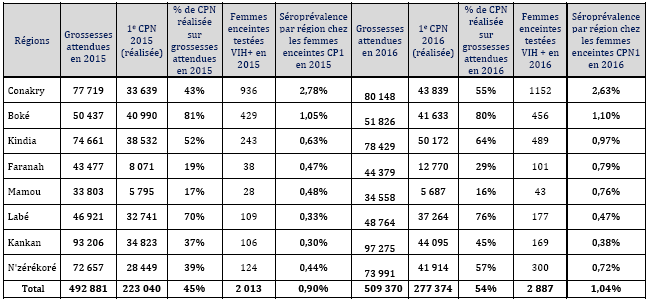 Régions | Grossesses attendues en 2015 | 1e CPN 2015 (réalisée) | % de CPN réalisée sur grossesses attendues en 2015 | Femmes enceintes testées VIH+ en 2015 | Séroprévalence par région chez les femmes enceintes CP1 en 2015 | Grossesses attendues en 2016 | 1e CPN 2016 (réalisée) | % de CPN réalisée sur grossesses attendues en 2016 | Femmes enceintes testées VIH + en 2016 | Séroprévalence par région chez les femmes enceintes CPN1 en 2016
Conakry | 77 719 | 33 639 | 43% | 936 | 2,78% | 80 148 | 43 839 | 55% | 1152 | 2,63%
Boké | 50 437 | 40 990 | 81% | 429 | 1,05% | 51 826 | 41 633 | 80% | 456 | 1,10%
Kindia | 74 661 | 38 532 | 52% | 243 | 0,63% | 78 429 | 50 172 | 64% | 489 | 0,97%
Faranah | 43 477 | 8 071 | 19% | 38 | 0,47% | 44 379 | 12 770 | 29% | 101 | 0,79%
Mamou | 33 803 | 5 795 | 17% | 28 | 0,48% | 34 558 | 5 687 | 16% | 43 | 0,76%
Labé | 46 921 | 32 741 | 70% | 109 | 0,33% | 48 764 | 37 264 | 76% | 177 | 0,47%
Kankan | 93 206 | 34 823 | 37% | 106 | 0,30% | 97 275 | 44 095 | 45% | 169 | 0,38%
N'zérékoré | 72 657 | 28 449 | 39% | 124 | 0,44% | 73 991 | 41 914 | 57% | 300 | 0,72%
Total | 492 881 | 223 040 | 45% | 2 013 | 0,90% | 509 370 | 277 374 | 54% | 2 887 | 1,04%